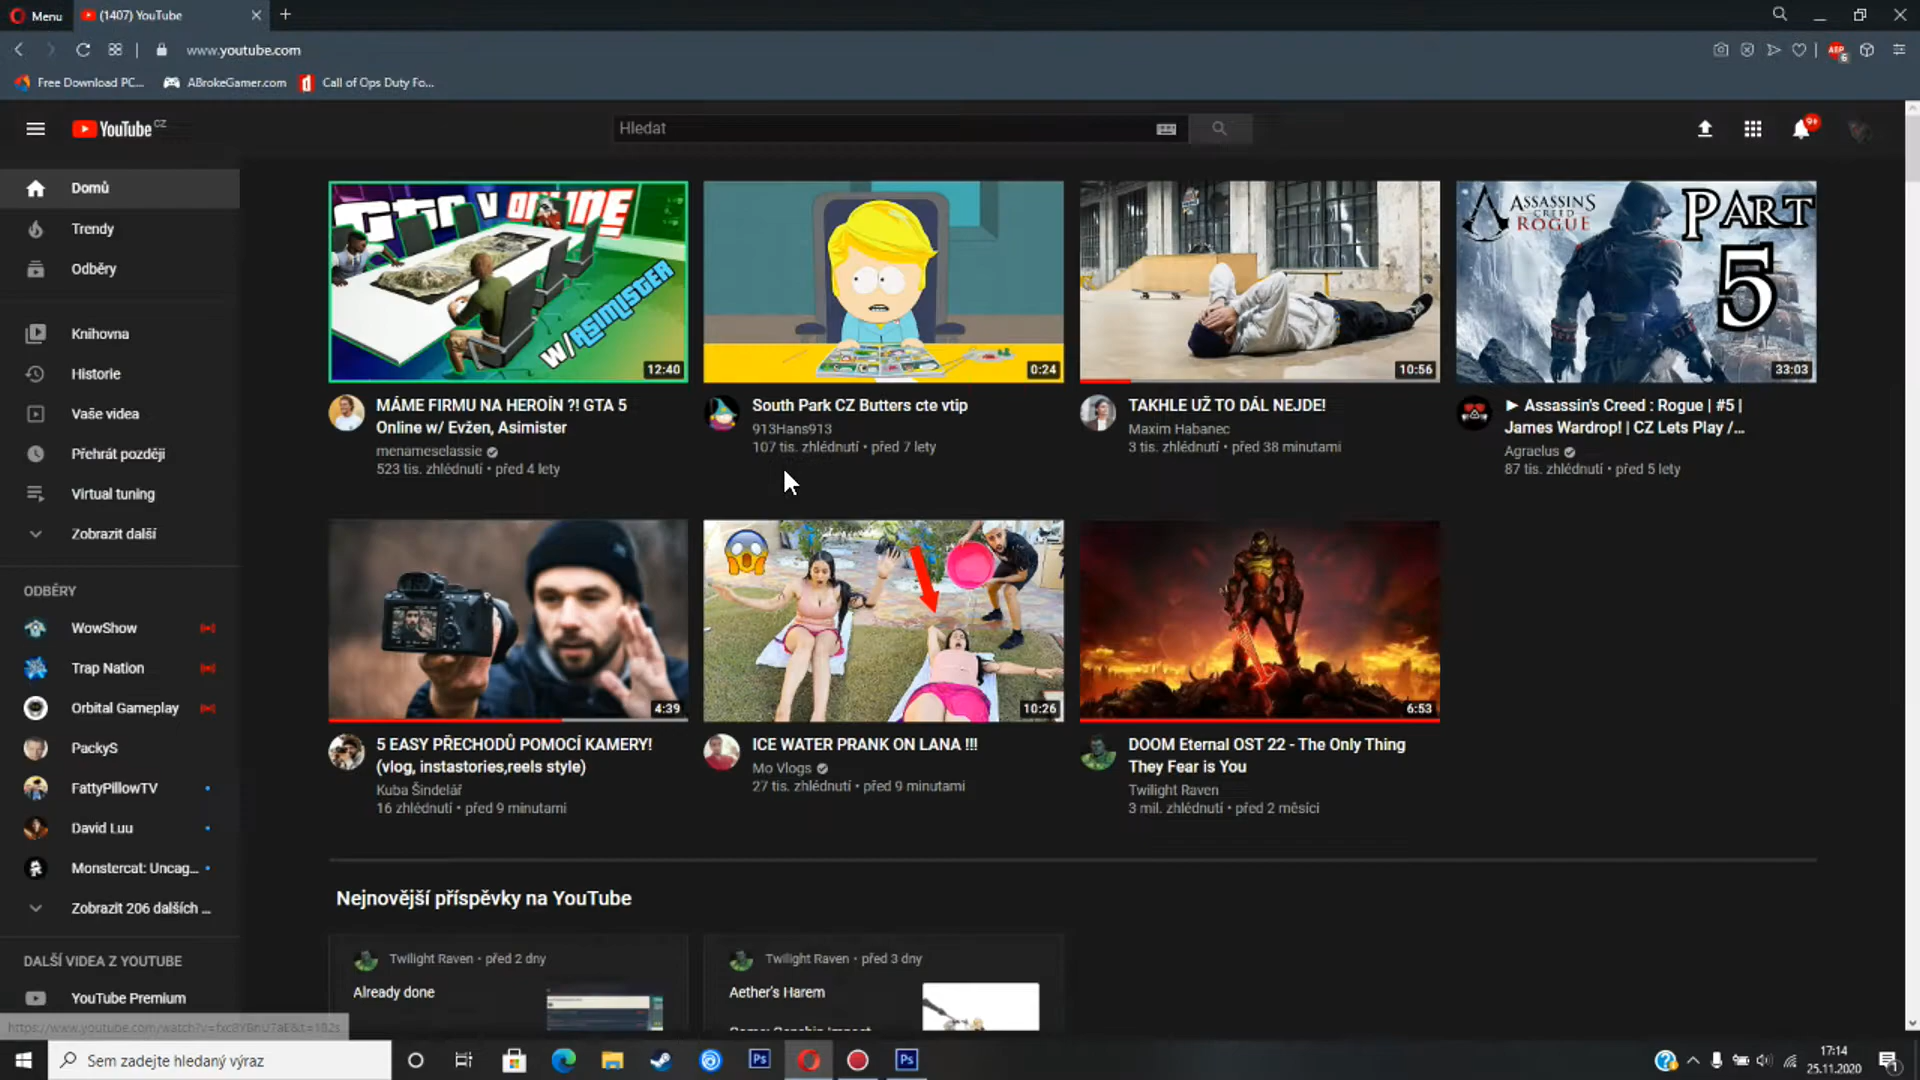 Menu
(1407) YouTube
www.youtube.com
Free Download PC...
ABrokeGamer.com
Call of Ops Duty Fo...
YouTube CZ
Hledat
9+
Domů
Trendy
Odběry
Knihovna
Historie
Vaše videa
Přehrát později
Virtual tuning
Zobrazit další
ODBĚRY
WowShow
Trap Nation
Orbital Gameplay
PackyS
FattyPillowTV
David Luu
Monstercat: Uncag...
Zobrazit 206 dalších ...
DALŠÍ VIDEA Z YOUTUBE
YouTube Premium
GTA V ONLINE
W/ASIMISTER
12:40
MÁME FIRMU NA HEROÍN ?! GTA 5
Online w/ Evžen, Asimister
menameselassie
523 tis. zhlédnutí • před 4 lety
0:24
South Park CZ Butters cte vtip
913Hans913
107 tis. zhlédnutí • před 7 lety
10:56
TAKHLE UŽ TO DÁL NEJDE!
Maxim Habanec
3 tis. zhlédnutí • před 38 minutami
ASSASSINS
CREED
ROGUE
PART
5
33:03
► Assassin's Creed : Rogue | #5 |
James Wardrop! | CZ Lets Play /...
Agraelus
87 tis. zhlédnutí • před 5 lety
4:39
5 EASY PŘECHODŮ POMOCÍ KAMERY!
(vlog, instastories,reels style)
Kuba Šindelář
16 zhlédnutí • před 9 minutami
10:26
ICE WATER PRANK ON LANA !!!
Mo Vlogs
27 tis. zhlédnutí • před 9 minutami
6:53
DOOM Eternal OST 22 - The Only Thing
They Fear is You
Twilight Raven
3 mil. zhlédnutí • před 2 měsíci
Nejnovější příspěvky na YouTube
Twilight Raven • před 2 dny
Already done
Twilight Raven • před 3 dny
Aether's Harem
Sem zadejte hledaný výraz
Ps
Ps
17:14
25.11.2020
1